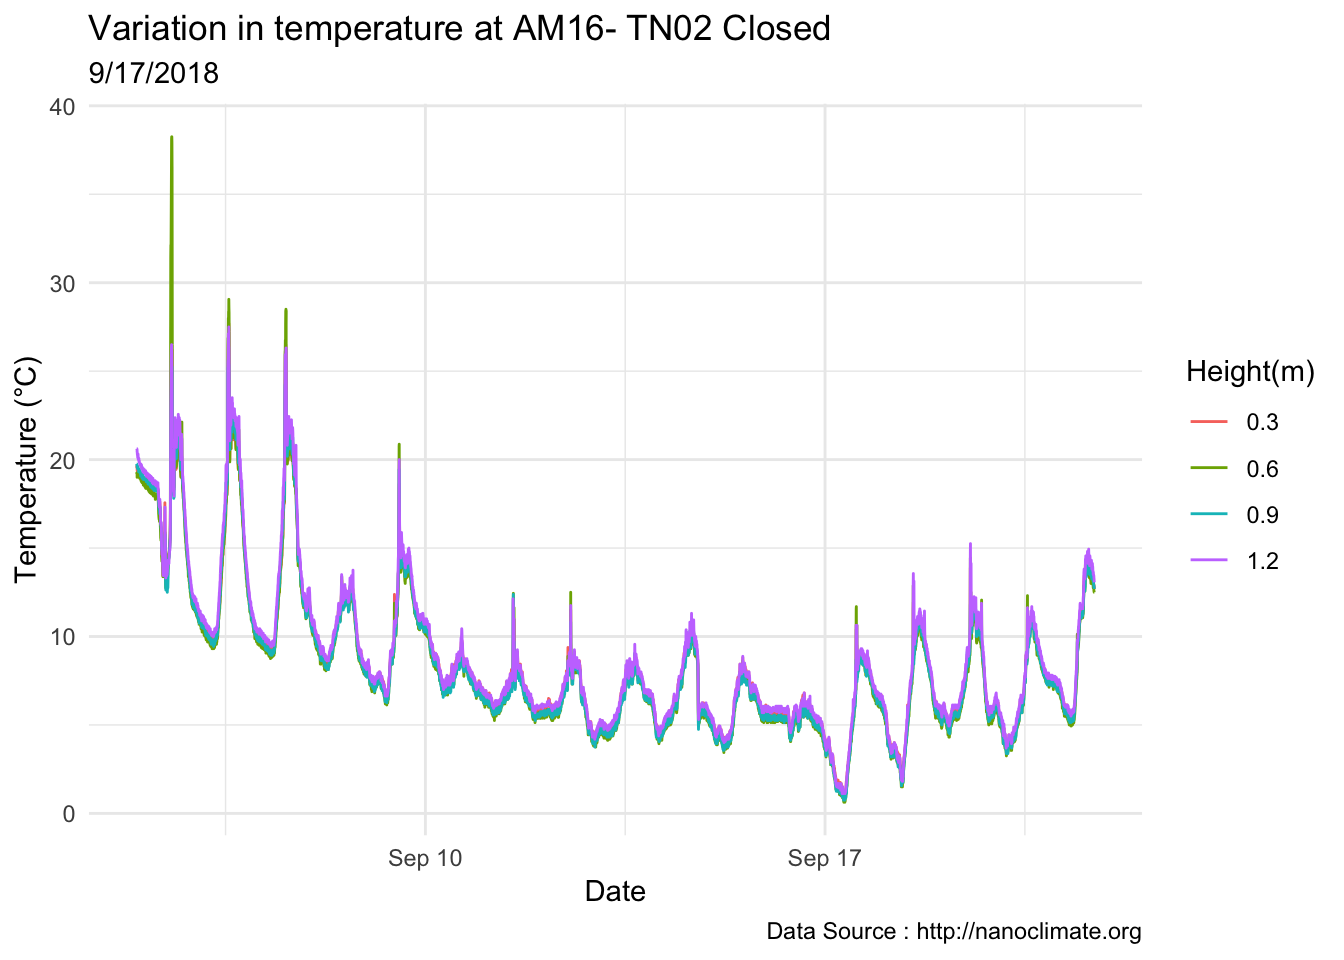 Variation in temperature at AM16- TN02 Closed
9/17/2018
40
30
20
10
0
Temperature (°C)
Sep 10
Sep 17
Date
Height(m)
0.3
0.6
0.9
1.2
Data Source : http://nanoclimate.org